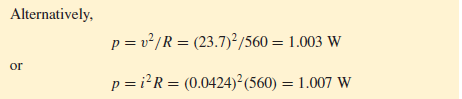 Alternatively,
p = v²/R = (23.7)²/560 = 1.003 W
or
p = i²R = (0.0424)²(560) = 1.007 W